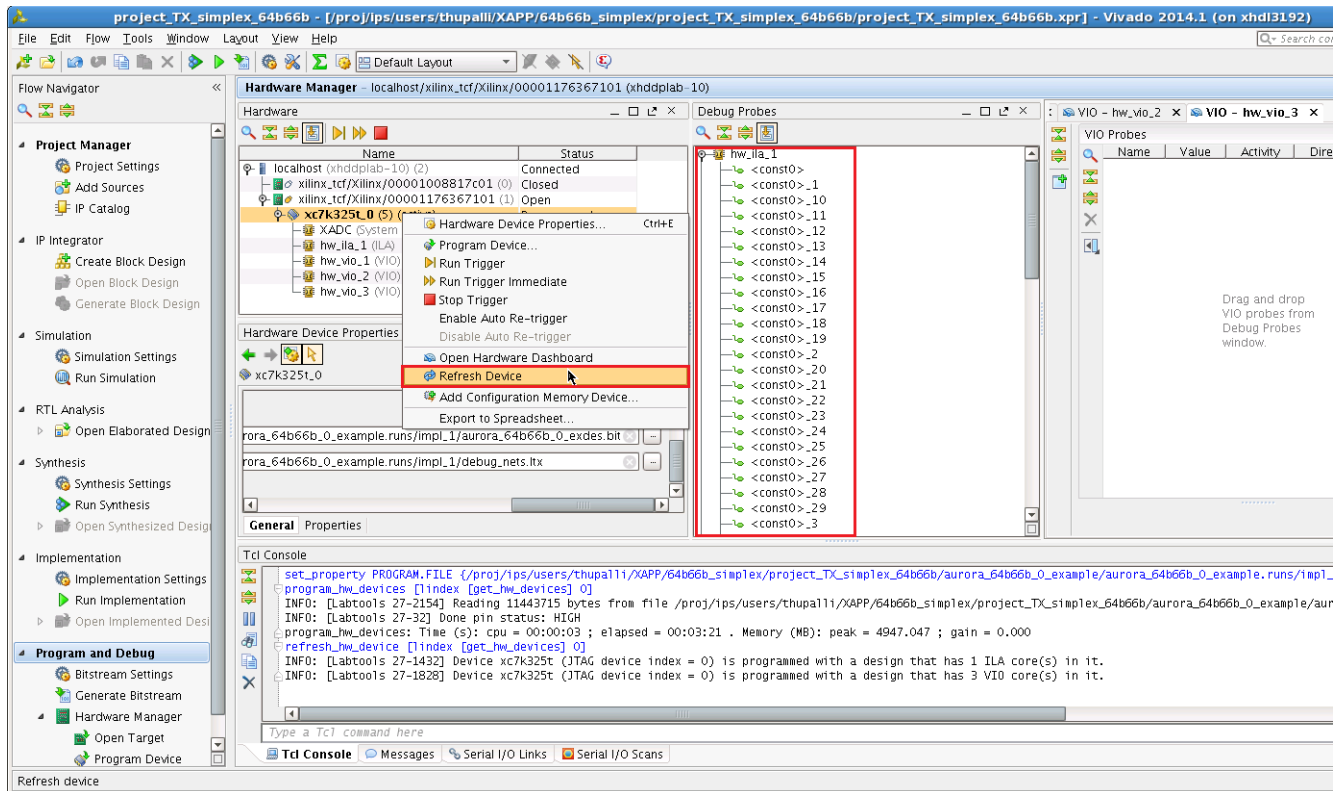 project_TX_simplex_64b66b - [/proj/ips/users/thupalli/XAPP/64b66b_simplex/project_TX_simplex_64b66b/project_TX_simplex_64b66b.xpr] - Vivado 2014.1 (on xhdl3192)
File Edit Flow Tools Window Layout View Help
Q- Search co
Default Layout
Flow Navigator
Project Manager
Project Settings
Add Sources
IP Catalog
IP Integrator
Create Block Design
Open Block Design
Generate Block Design
Simulation
Simulation Settings
Run Simulation
RTL Analysis
Open Elaborated Design
Synthesis
Synthesis Settings
Run Synthesis
Open Synthesized Desig
Implementation
Implementation Settings
Run Implementation
Open Implemented Desi
Program and Debug
Bitstream Settings
Generate Bitstream
Hardware Manager
Open Target
Program Device
Hardware Manager - localhost/xilinx_tcf/Xilinx/00001176367101 (xhddplab-10)
Hardware
Name Status
localhost (xhddplab-10) (2) Connected
xilinx_tcf/Xilinx/00001008817c01 (0) Closed
xilinx_tcf/Xilinx/00001176367101 (1) Open
xc7k325t_0 (5)
XADC (System
hw_ila_1 (ILA)
hw_vio_1 (VIO)
hw_vio_2 (VIO)
hw_vio_3 (VIO)
Hardware Device Properties... Ctrl+E
Program Device...
Run Trigger
Run Trigger Immediate
Stop Trigger
Enable Auto Re-trigger
Disable Auto Re-trigger
Open Hardware Dashboard
Refresh Device
Add Configuration Memory Device...
Export to Spreadsheet...
Hardware Device Properties
xc7k325t_0
rora_64b66b_0_example.runs/impl_1/aurora_64b66b_0_exdes.bit
...
rora_64b66b_0_example.runs/impl_1/debug_nets.ltx
...
General Properties
Debug Probes
hw_ila_1
<const0>
<const0>_1
<const0>_10
<const0>_11
<const0>_12
<const0>_13
<const0>_14
<const0>_15
<const0>_16
<const0>_17
<const0>_18
<const0>_19
<const0>_2
<const0>_20
<const0>_21
<const0>_22
<const0>_23
<const0>_24
<const0>_25
<const0>_26
<const0>_27
<const0>_28
<const0>_29
<const0>_3
VIO - hw_vio_2 VIO - hw_vio_3
VIO Probes
Name Value Activity Dire
Drag and drop
VIO probes from
Debug Probes
window.
Tcl Console
set_property PROGRAM.FILE {/proj/ips/users/thupalli/XAPP/64b66b_simplex/project_TX_simplex_64b66b/aurora_64b66b_0_example/aurora_64b66b_0_example.runs/impl_
program_hw_devices [lindex [get_hw_devices] 0]
INFO: [Labtools 27-2154] Reading 11443715 bytes from file /proj/ips/users/thupalli/XAPP/64b66b_simplex/project_TX_simplex_64b66b/aurora_64b66b_0_example/aur
INFO: [Labtools 27-32] Done pin status: HIGH
program_hw_devices: Time (s): cpu = 00:00:03 ; elapsed = 00:03:21 . Memory (MB): peak = 4947.047 ; gain = 0.000
refresh_hw_device [lindex [get_hw_devices] 0]
INFO: [Labtools 27-1432] Device xc7k325t (JTAG device index = 0) is programmed with a design that has 1 ILA core(s) in it.
INFO: [Labtools 27-1828] Device xc7k325t (JTAG device index = 0) is programmed with a design that has 3 VIO core(s) in it.
Type a Tcl command here
Tcl Console Messages Serial I/O Links Serial I/O Scans
Refresh device